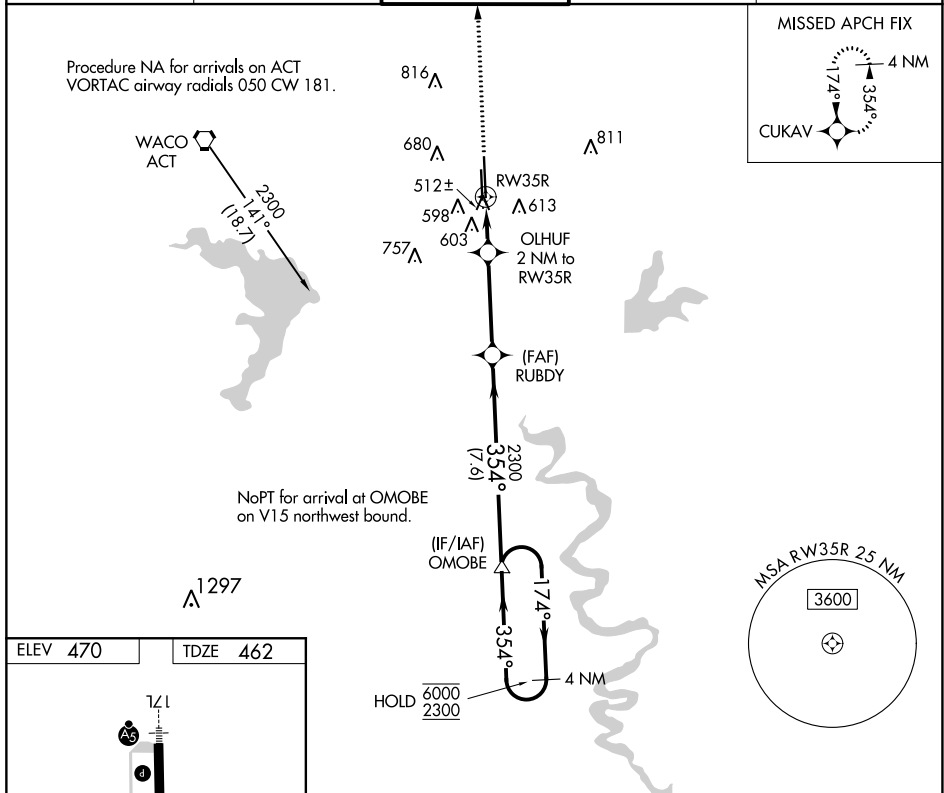 MISSED APCH FIX
4 NM
174°
354°
CUKAV
Procedure NA for arrivals on ACT
VORTAC airway radials 050 CW 181.
816
WACO
ACT
680
811
2300
141°
(18.7)
512±
RW35R
598
613
603
757
OLHUF
2 NM to
RW35R
(FAF)
RUBDY
2300
354°
(7.6)
NoPT for arrival at OMOBE
on V15 northwest bound.
(IF/IAF)
OMOBE
174°
354°
1297
MSA RW35R 25 NM
3600
HOLD 6000
2300
4 NM
ELEV 470
TDZE 462
17L
A5
P